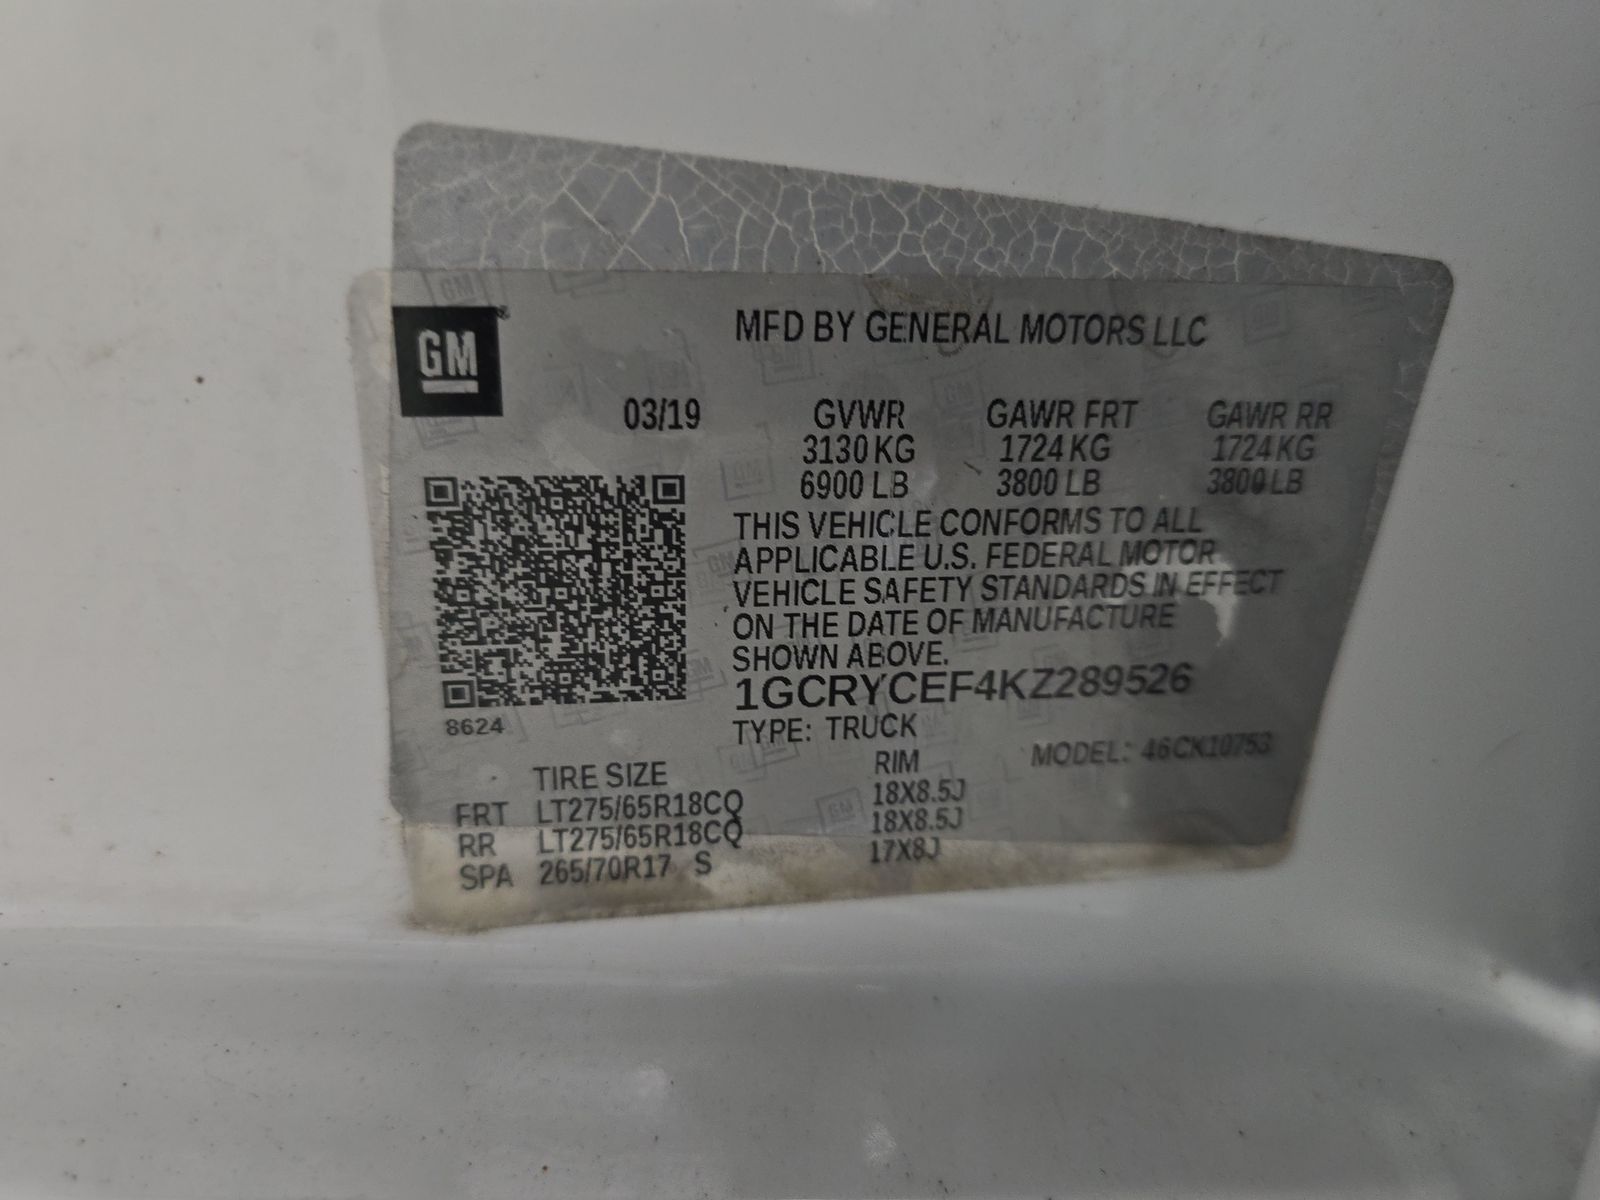 GM
MFD BY GENERAL MOTORS LLC
03/19 GVWR GAWR FRT GAWR RR
3130 KG 1724 KG 1724 KG
6900 LB 3800 LB 3800 LB
THIS VEHICLE CONFORMS TO ALL
APPLICABLE U.S. FEDERAL MOTOR
VEHICLE SAFETY STANDARDS IN EFFECT
ON THE DATE OF MANUFACTURE
SHOWN ABOVE.
1GCRYCEF4KZ289526
8624
TYPE: TRUCK
MODEL: 46CK10753
TIRE SIZE RIM
FRT LT275/65R18CQ 18X8.5J
RR LT275/65R18CQ 18X8.5J
SPA 265/70R17 S 17X8J